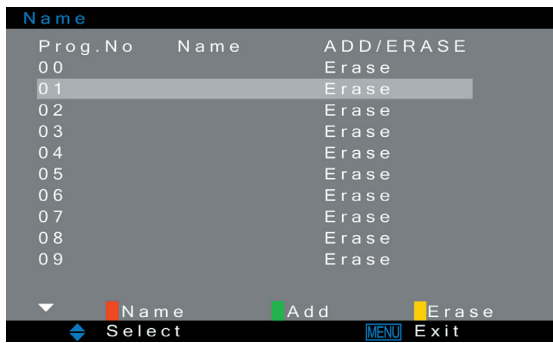 Name
Prog.No Name ADD/ERASE
00 Erase
01 Erase
02 Erase
03 Erase
04 Erase
05 Erase
06 Erase
07 Erase
08 Erase
09 Erase
Name Add Erase
Select MENU Exit